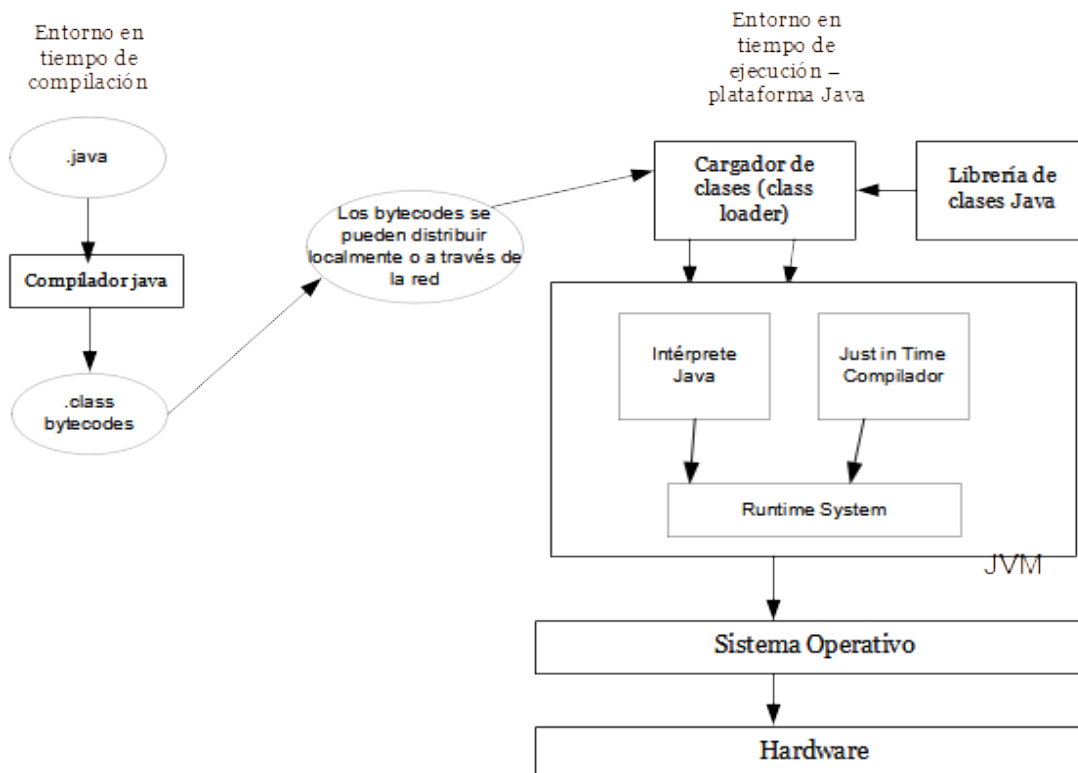 Entorno en
tiempo de
compilación
.java
Compilador java
.class
bytecodes
Los bytecodes se
pueden distribuir
localmente o a través de
la red
Entorno en
tiempo de
ejecución –
plataforma Java
Cargador de
clases (class
loader)
Librería de
clases Java
Intérprete
Java
Just in Time
Compilador
Runtime System
JVM
Sistema Operativo
Hardware